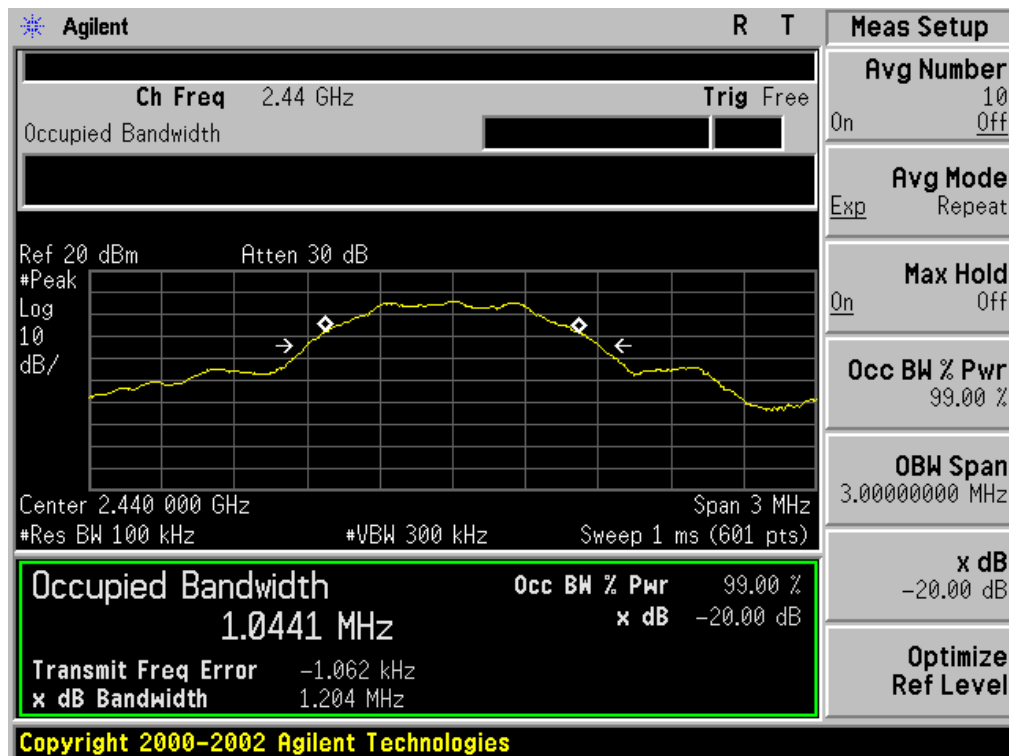 Agilent R T
Ch Freq 2.44 GHz Trig Free
Occupied Bandwidth
Ref 20 dBm Atten 30 dB
#Peak
Log
10
dB/
Center 2.440 000 GHz Span 3 MHz
#Res BW 100 kHz #VBW 300 kHz Sweep 1 ms (601 pts)
Occupied Bandwidth Occ BW % Pwr 99.00 %
1.0441 MHz x dB -20.00 dB
Transmit Freq Error -1.062 kHz
x dB Bandwidth 1.204 MHz
Copyright 2000-2002 Agilent Technologies
Meas Setup
Avg Number
10
On Off
Avg Mode
Exp Repeat
Max Hold
On Off
Occ BW % Pwr
99.00 %
OBW Span
3.00000000 MHz
x dB
-20.00 dB
Optimize
Ref Level